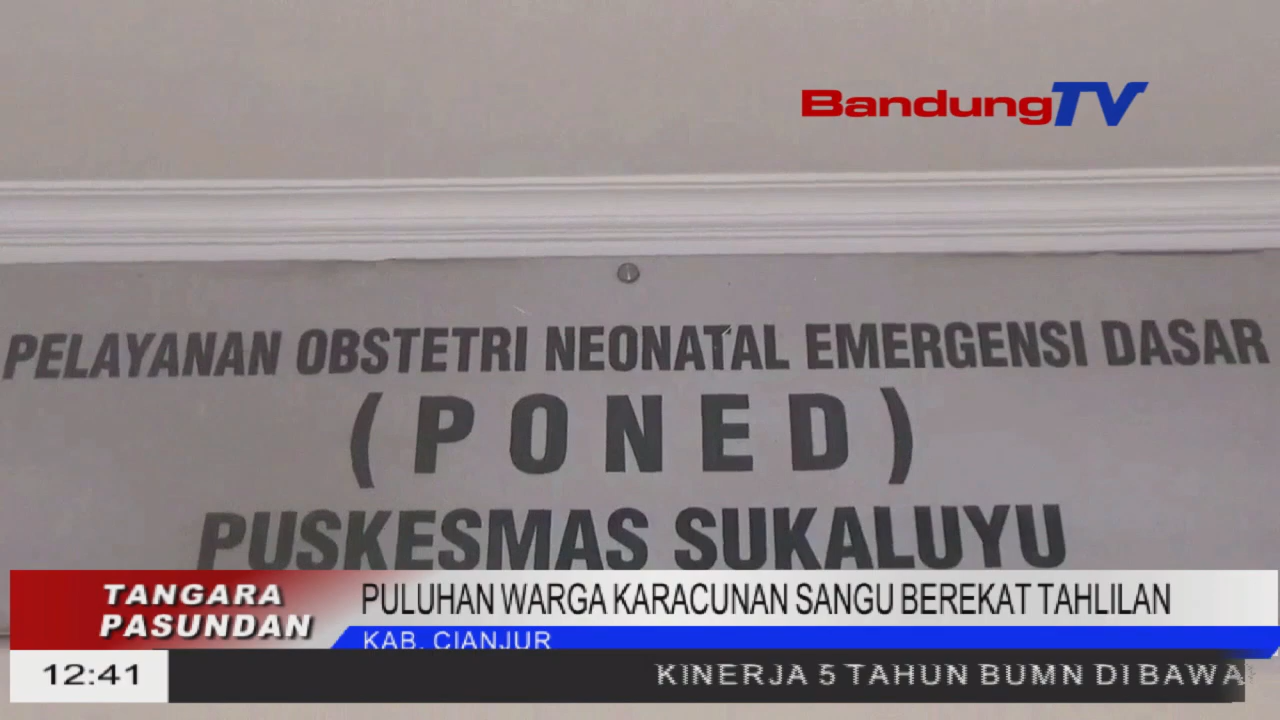 BandungTV
PELAYANAN OBSTETRI NEONATAL EMERGENSI DASAR
( P O N E D )
PUSKESMAS SUKALUYU
TANGARA
PASUNDAN
PULUHAN WARGA KARACUNAN SANGU BEREKAT TAHLILAN
KAB. CIANJUR
12:41
KINERJA 5 TAHUN BUMN DI BAWA